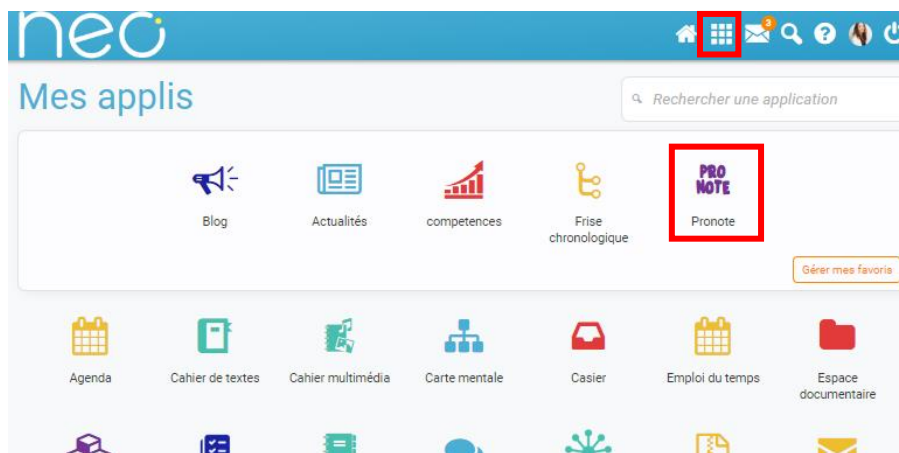 neo
3
Mes applis
Rechercher une application
PRO
NOTE
Blog
Actualités
competences
Frise
chronologique
Pronote
Gérer mes favoris
Agenda
Cahier de textes
Cahier multimédia
Carte mentale
Casier
Emploi du temps
Espace
documentaire